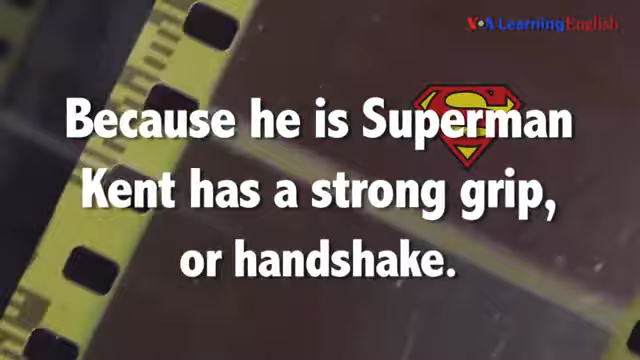 VOA Learning English
Because he is Superman
Kent has a strong grip,
or handshake.